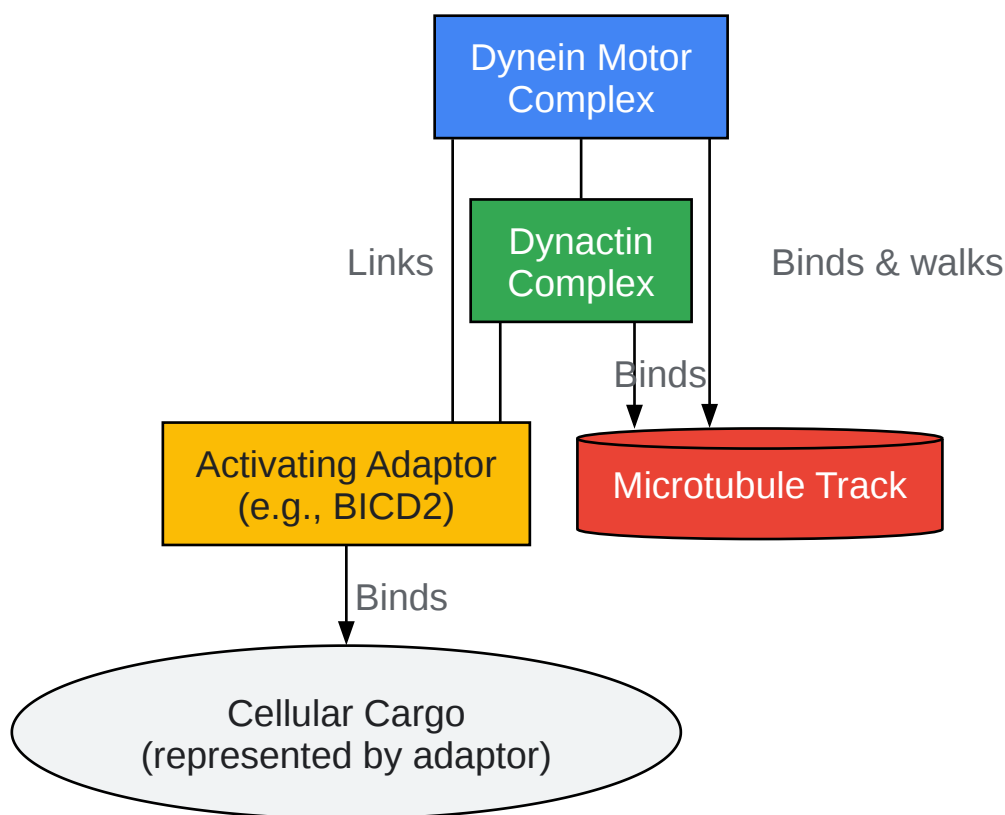 Dynein Motor
Complex
Dynactin
Complex
Links
Binds & walks
Binds
Activating Adaptor
(e.g., BICD2)
Microtubule Track
Binds
Cellular Cargo
(represented by adaptor)